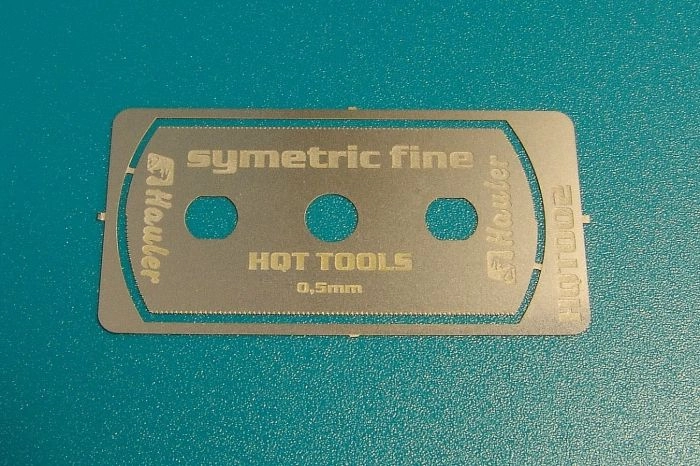 symetric fine
Hauler
Hauler
HQT TOOLS
0,5mm
HQT002